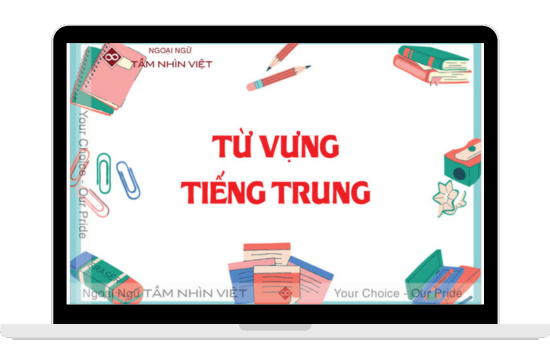 NGOẠI NGỮ
TẦM NHÌN VIỆT
TỪ VỰNG
TIẾNG TRUNG
Your Choice - Our Pride
ERASER
Ngoại Ngữ TẦM NHÌN VIỆT
Your Choice - Our Pride